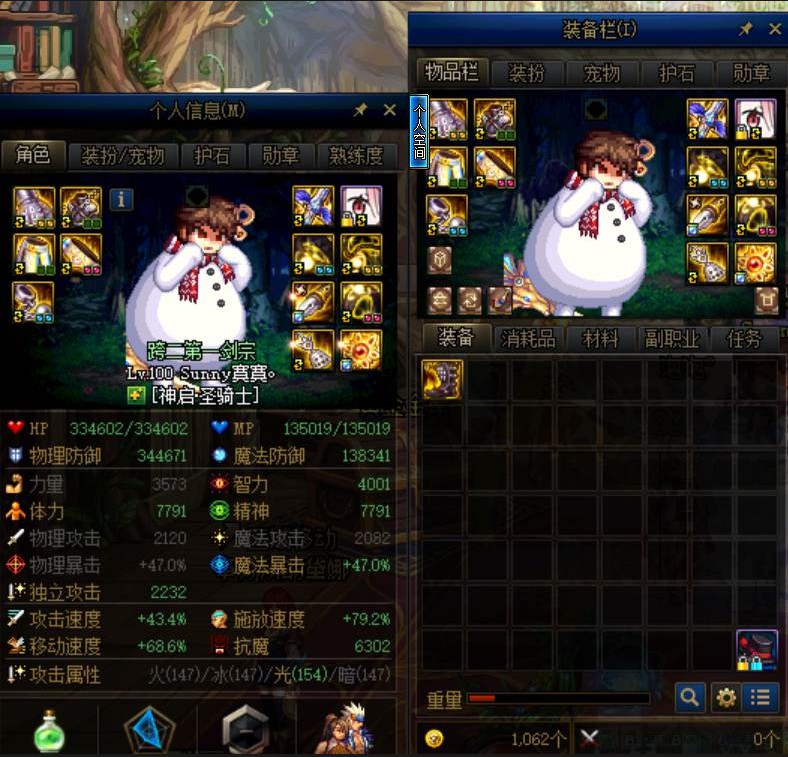 个人信息(M)
角色 装扮/宠物 护石 勋章 熟练度
跨二第一剑宗
Lv.100 Sunny赛赛。
[神启·圣骑士]
HP 334602/334602 MP 135019/135019
物理防御 344671 魔法防御 138341
力量 3573 智力 4001
体力 7791 精神 7791
物理攻击 2120 魔法攻击 2082
物理暴击 +47.0% 魔法暴击 +47.0%
独立攻击 2232
攻击速度 +43.4% 施放速度 +79.2%
移动速度 +68.6% 抗魔 6302
攻击属性 火(147)/冰(147)/光(154)/暗(147)
装备栏(I)
物品栏 装扮 宠物 护石 勋章
个人空间
装备 消耗品 材料 副职业 任务
重量
1,062个 0个